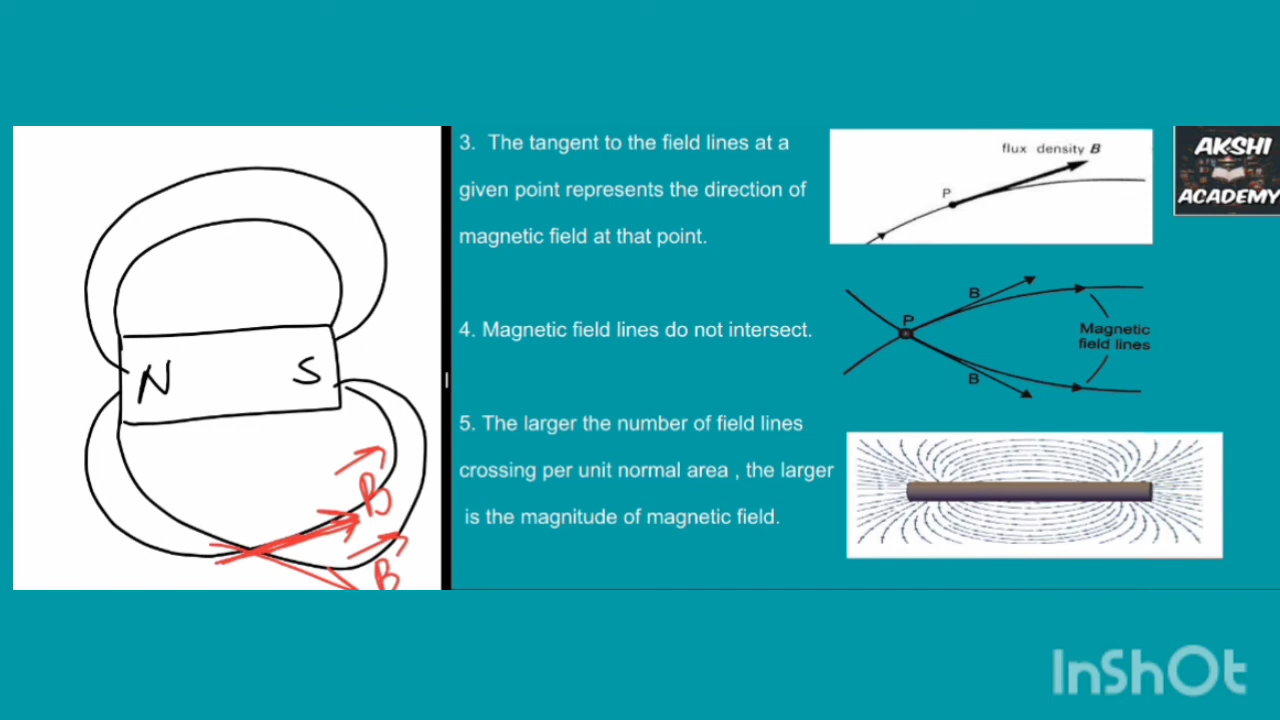 3. The tangent to the field lines at a
given point represents the direction of
magnetic field at that point.
4. Magnetic field lines do not intersect.
5. The larger the number of field lines
crossing per unit normal area , the larger
is the magnitude of magnetic field.
N S
B
B
flux density B
P
B
P
B
Magnetic
field lines
AKSHI
ACADEMY
InShOt